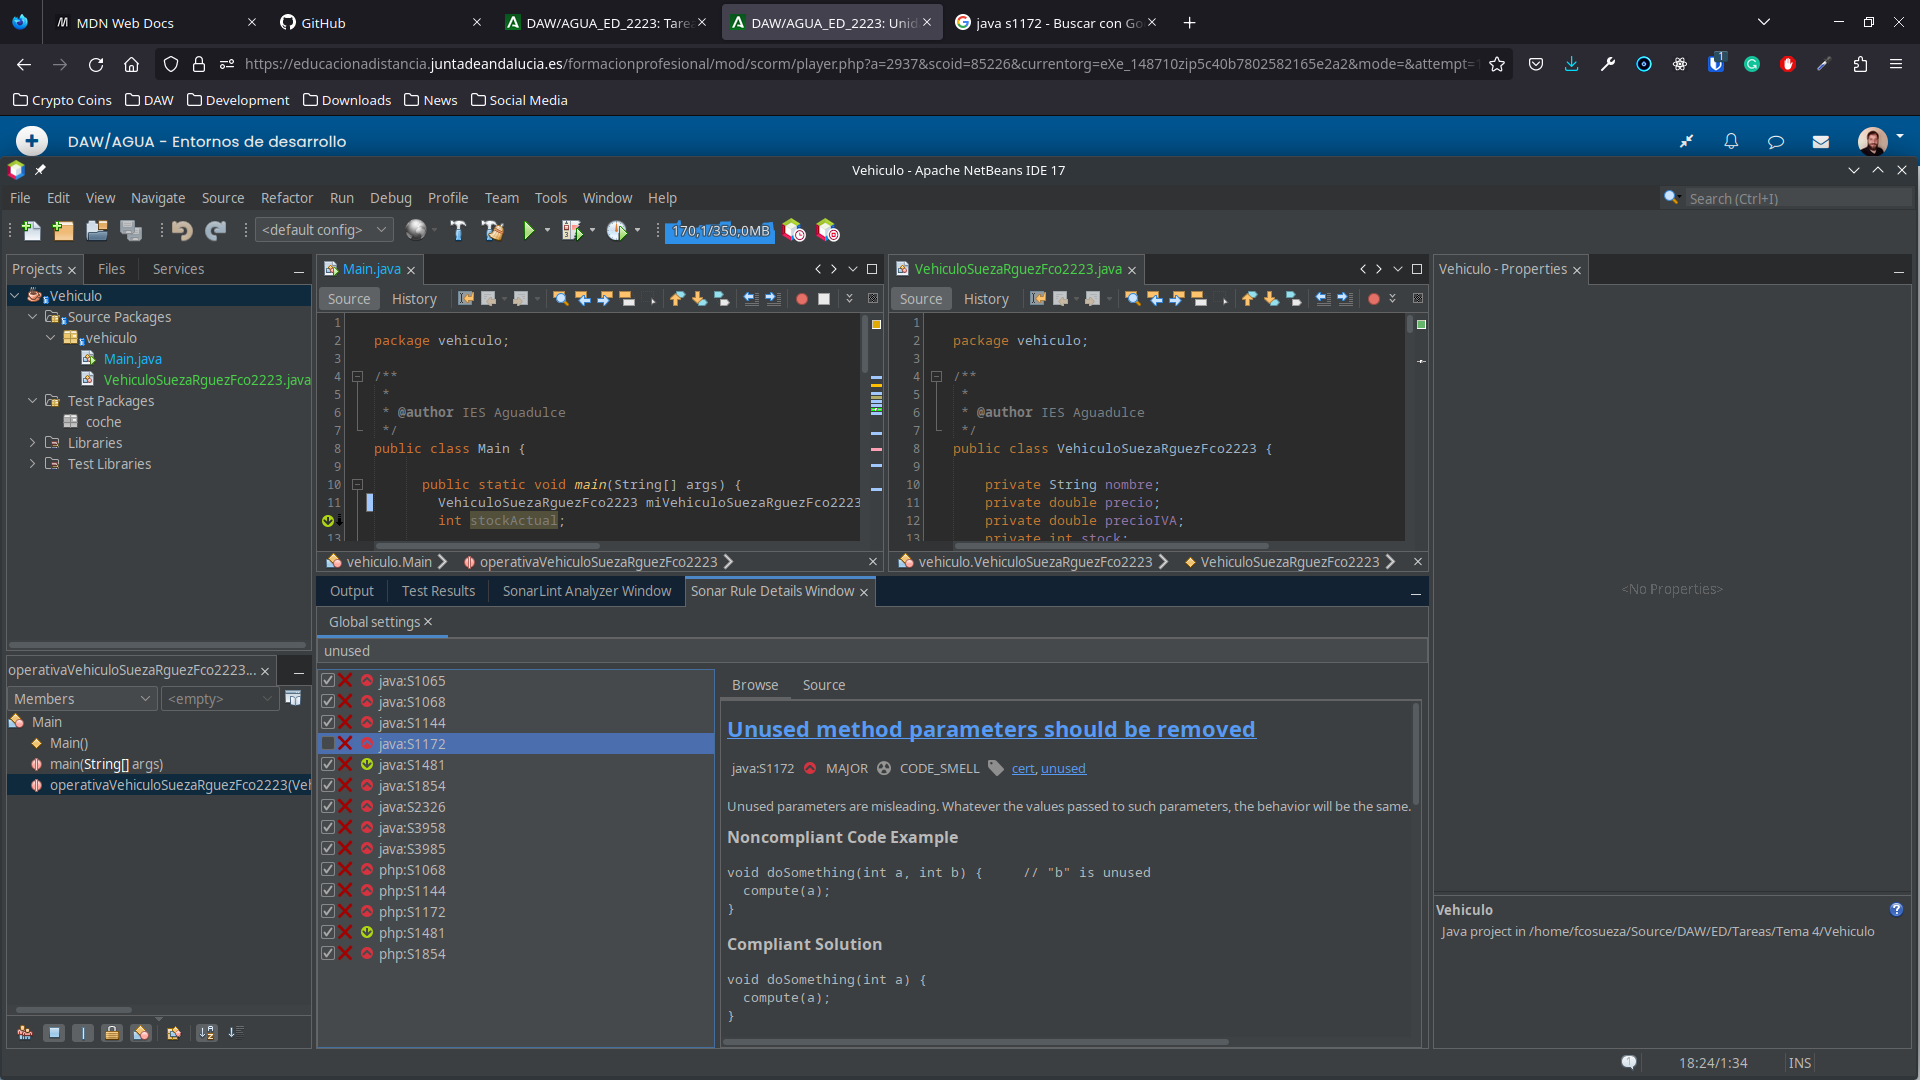 MDN Web Docs
GitHub
DAW/AGUA_ED_2223: Tare
DAW/AGUA_ED_2223: Unid
java s1172 - Buscar con Go
https://educacionadistancia.juntadeandalucia.es/formacionprofesional/mod/scorm/player.php?a=2937&scoid=85226&currentorg=eXe_148710zip5c40b7802582165e2a2&mode=&attempt=1
1
Crypto Coins
DAW
Development
Downloads
News
Social Media
DAW/AGUA - Entornos de desarrollo
Vehiculo - Apache NetBeans IDE 17
File Edit View Navigate Source Refactor Run Debug Profile Team Tools Window Help
Search (Ctrl+I)
<default config>
170,1/350,0MB
Projects
Files
Services
Vehiculo
Source Packages
vehiculo
Main.java
VehiculoSuezaRguezFco2223.java
Test Packages
coche
Libraries
Test Libraries
Main.java
Source
History
1
2 package vehiculo;
3
4 /**
5 *
6 * @author IES Aguadulce
7 */
8 public class Main {
9
10 public static void main(String[] args) {
11 VehiculoSuezaRguezFco2223 miVehiculoSuezaRguezFco2223
int stockActual;
13
vehiculo.Main
operativaVehiculoSuezaRguezFco2223
VehiculoSuezaRguezFco2223.java
Source
History
1
2 package vehiculo;
3
4 /**
5 *
6 * @author IES Aguadulce
7 */
8 public class VehiculoSuezaRguezFco2223 {
9
10 private String nombre;
11 private double precio;
12 private double precioIVA;
13 private int stock;
vehiculo.VehiculoSuezaRguezFco2223
VehiculoSuezaRguezFco2223
Vehiculo - Properties
<No Properties>
Vehiculo
Java project in /home/fcosueza/Source/DAW/ED/Tareas/Tema 4/Vehiculo
operativaVehiculoSuezaRguezFco2223...
Members
<empty>
Main
Main()
main(String[] args)
operativaVehiculoSuezaRguezFco2223(Veh
Output
Test Results
SonarLint Analyzer Window
Sonar Rule Details Window
Global settings
unused
java:S1065
java:S1068
java:S1144
java:S1172
java:S1481
java:S1854
java:S2326
java:S3958
java:S3985
php:S1068
php:S1144
php:S1172
php:S1481
php:S1854
Browse
Source
Unused method parameters should be removed
java:S1172 MAJOR CODE_SMELL cert, unused
Unused parameters are misleading. Whatever the values passed to such parameters, the behavior will be the same.
Noncompliant Code Example
void doSomething(int a, int b) { // "b" is unused
compute(a);
}
Compliant Solution
void doSomething(int a) {
compute(a);
}
18:24/1:34
INS